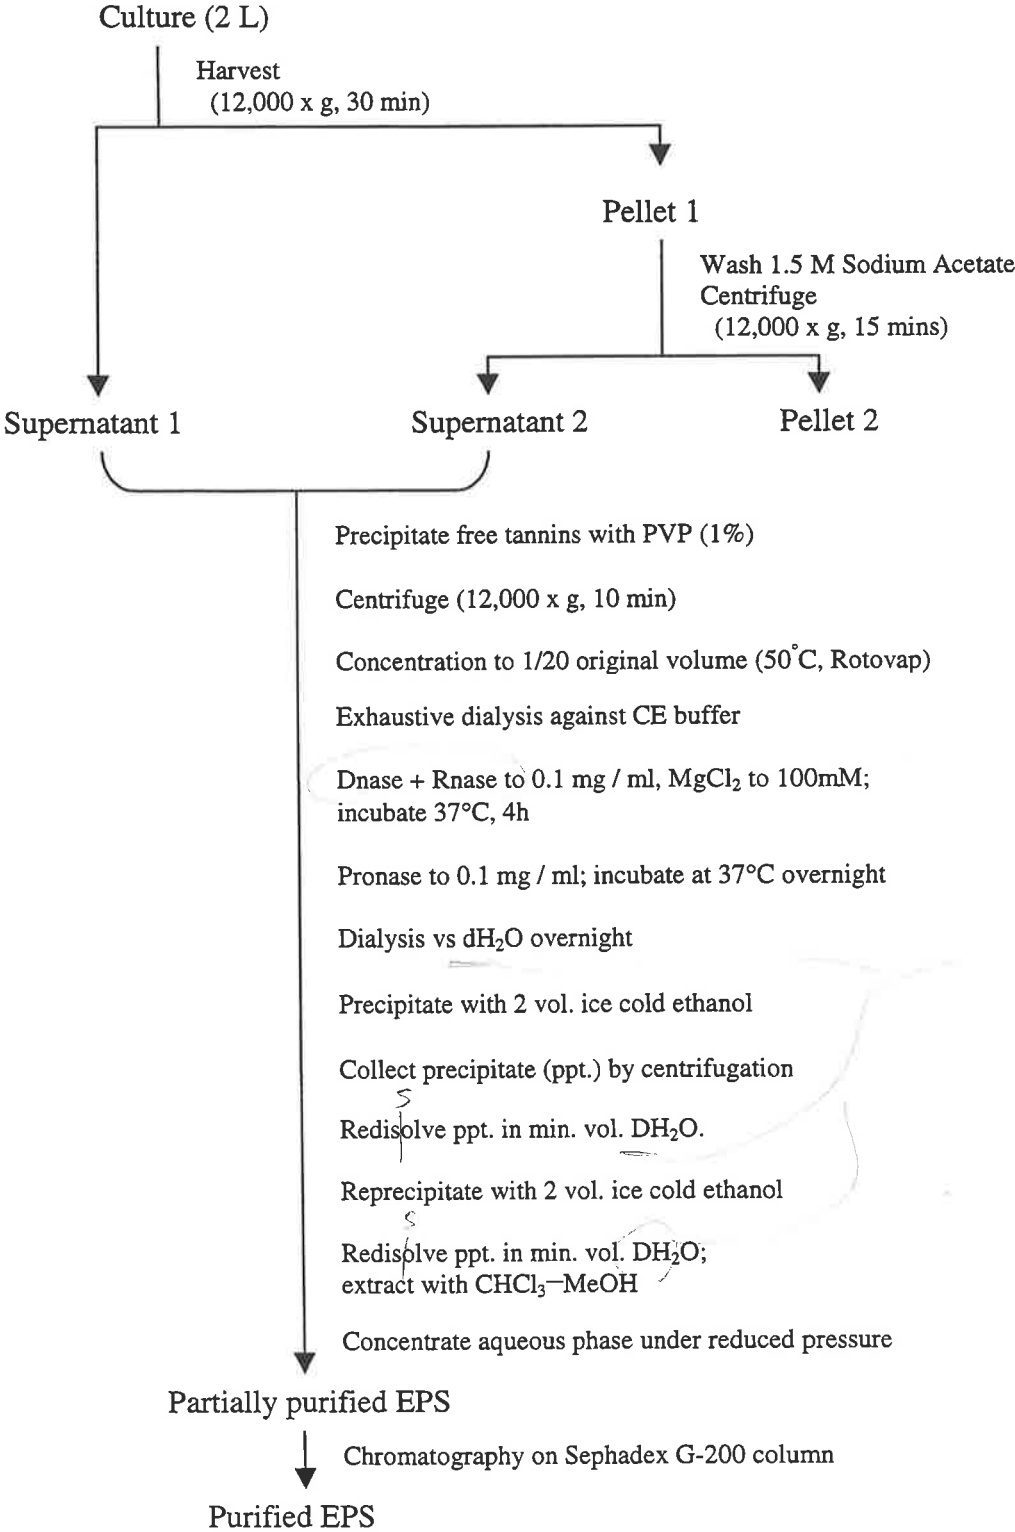 Culture (2 L)
Harvest
(12,000 x g, 30 min)
Pellet 1
Wash 1.5 M Sodium Acetate
Centrifuge
(12,000 x g, 15 mins)
Supernatant 1
Supernatant 2
Pellet 2
Precipitate free tannins with PVP (1%)
Centrifuge (12,000 x g, 10 min)
Concentration to 1/20 original volume (50°C, Rotovap)
Exhaustive dialysis against CE buffer
Dnase + Rnase to 0.1 mg / ml, MgCl₂ to 100mM;
incubate 37°C, 4h
Pronase to 0.1 mg / ml; incubate at 37°C overnight
Dialysis vs dH₂O overnight
Precipitate with 2 vol. ice cold ethanol
Collect precipitate (ppt.) by centrifugation
S
Redisolve ppt. in min. vol. DH₂O.
Reprecipitate with 2 vol. ice cold ethanol
S
Redisolve ppt. in min. vol. DH₂O;
extract with CHCl₃—MeOH
Concentrate aqueous phase under reduced pressure
Partially purified EPS
Chromatography on Sephadex G-200 column
Purified EPS